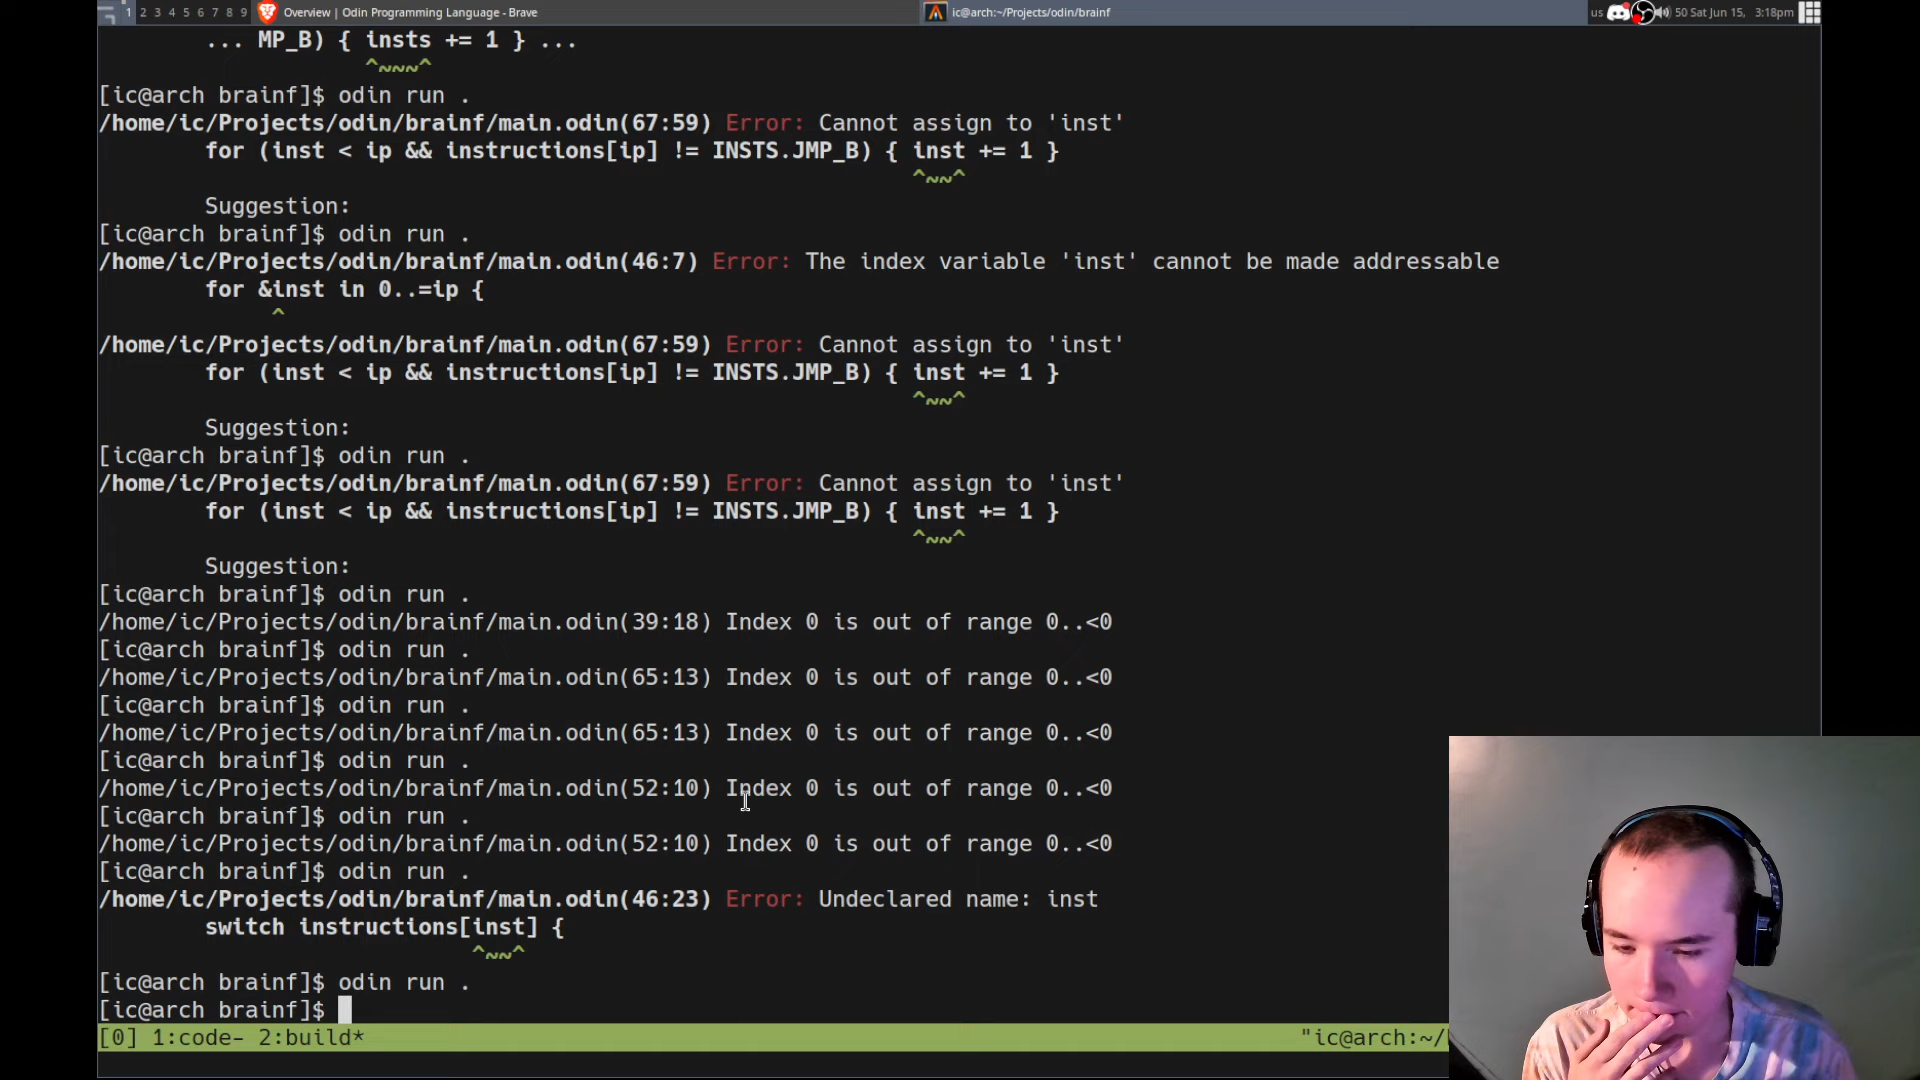 1 2 3 4 5 6 7 8 9 Overview | Odin Programming Language - Brave ic@arch:~/Projects/odin/brainf us 50 Sat Jun 15, 3:18pm
... MP_B) { insts += 1 } ...
^~~~^
[ic@arch brainf]$ odin run .
/home/ic/Projects/odin/brainf/main.odin(67:59) Error: Cannot assign to 'inst'
for (inst < ip && instructions[ip] != INSTS.JMP_B) { inst += 1 }
^~~^
Suggestion:
[ic@arch brainf]$ odin run .
/home/ic/Projects/odin/brainf/main.odin(46:7) Error: The index variable 'inst' cannot be made addressable
for &inst in 0..=ip {
^
/home/ic/Projects/odin/brainf/main.odin(67:59) Error: Cannot assign to 'inst'
for (inst < ip && instructions[ip] != INSTS.JMP_B) { inst += 1 }
^~~^
Suggestion:
[ic@arch brainf]$ odin run .
/home/ic/Projects/odin/brainf/main.odin(67:59) Error: Cannot assign to 'inst'
for (inst < ip && instructions[ip] != INSTS.JMP_B) { inst += 1 }
^~~^
Suggestion:
[ic@arch brainf]$ odin run .
/home/ic/Projects/odin/brainf/main.odin(39:18) Index 0 is out of range 0..<0
[ic@arch brainf]$ odin run .
/home/ic/Projects/odin/brainf/main.odin(65:13) Index 0 is out of range 0..<0
[ic@arch brainf]$ odin run .
/home/ic/Projects/odin/brainf/main.odin(65:13) Index 0 is out of range 0..<0
[ic@arch brainf]$ odin run .
/home/ic/Projects/odin/brainf/main.odin(52:10) Index 0 is out of range 0..<0
[ic@arch brainf]$ odin run .
/home/ic/Projects/odin/brainf/main.odin(52:10) Index 0 is out of range 0..<0
[ic@arch brainf]$ odin run .
/home/ic/Projects/odin/brainf/main.odin(46:23) Error: Undeclared name: inst
switch instructions[inst] {
^~~^
[ic@arch brainf]$ odin run .
[ic@arch brainf]$
[0] 1:code- 2:build* "ic@arch:~/